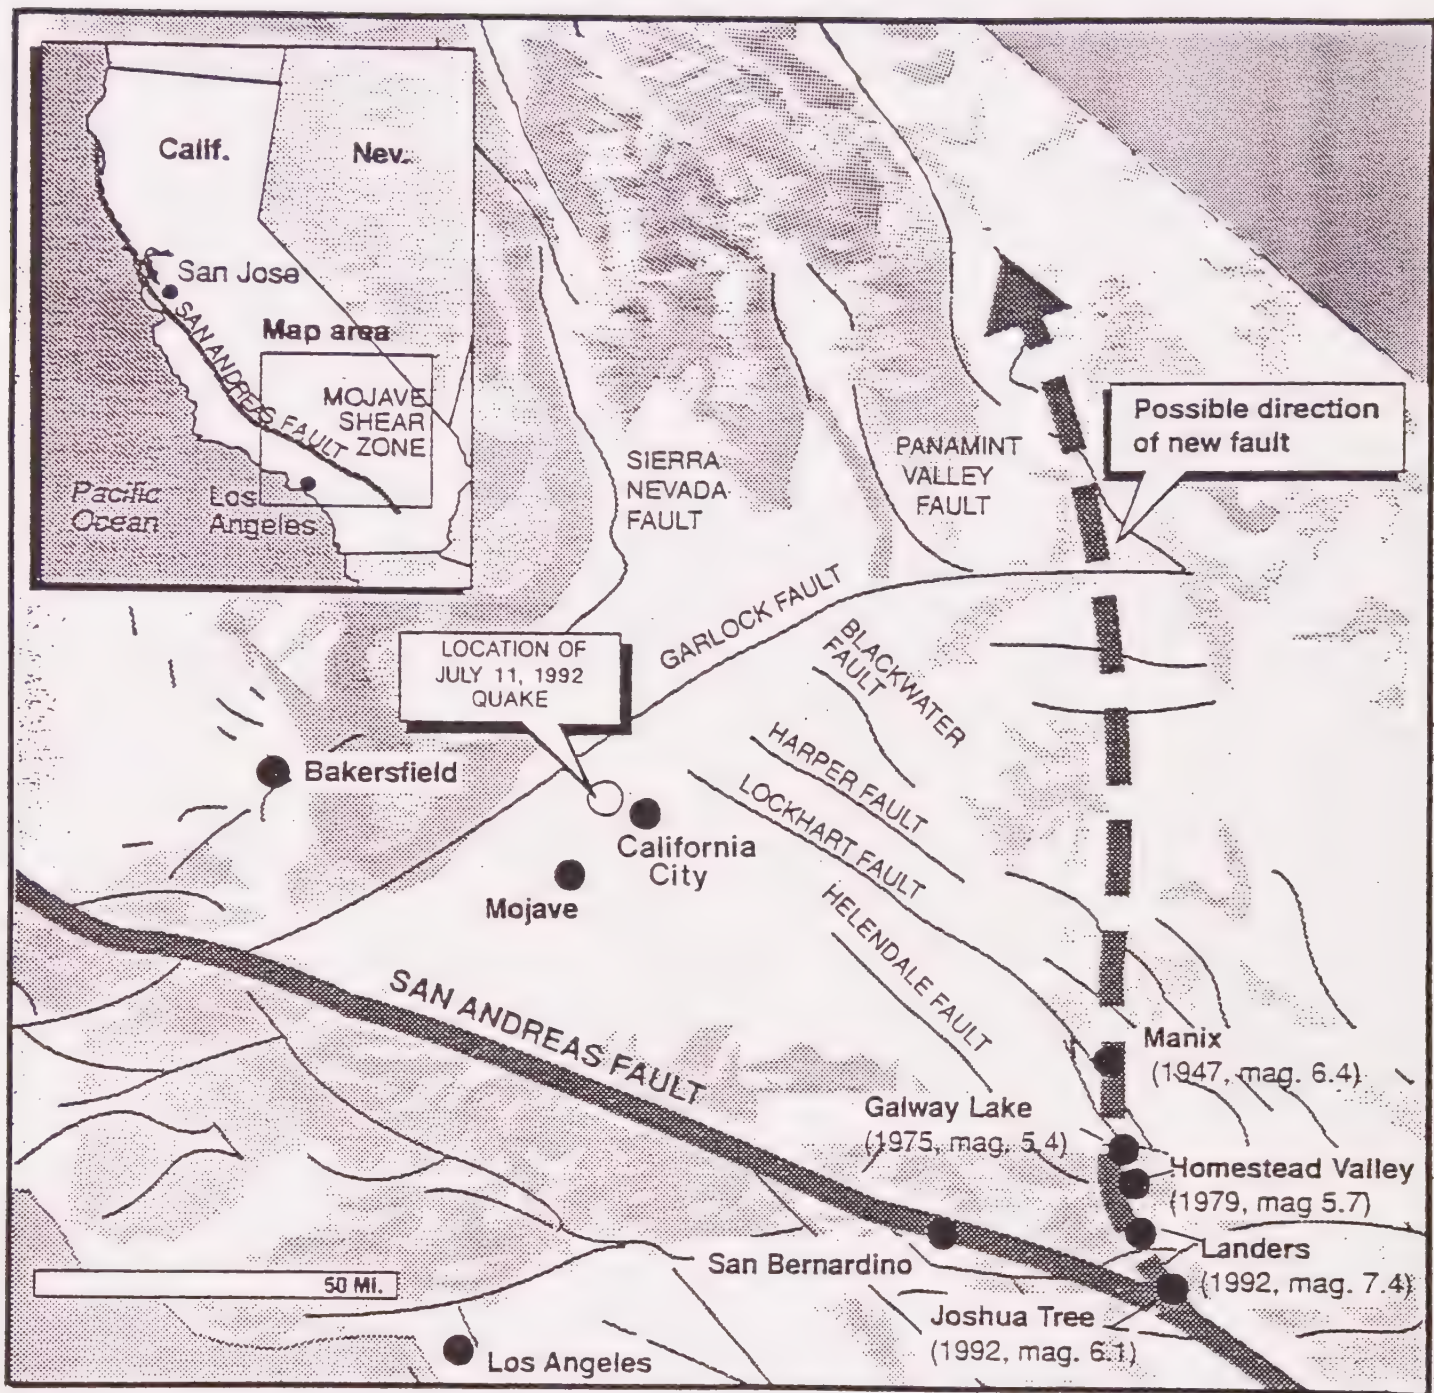 Calif.
Nev.
San Jose
SAN ANDREAS FAULT
Map area
MOJAVE
SHEAR
ZONE
Pacific
Ocean
Los
Angeles
Possible direction
of new fault
SIERRA
NEVADA
FAULT
PANAMINT
VALLEY
FAULT
GARLOCK FAULT
LOCATION OF
JULY 11, 1992
QUAKE
BLACKWATER
FAULT
HARPER FAULT
LOCKHART FAULT
HELENDALE FAULT
Bakersfield
California
City
Mojave
SAN ANDREAS FAULT
Manix
(1947, mag. 6.4)
Galway Lake
(1975, mag. 5.4)
Homestead Valley
(1979, mag 5.7)
Landers
(1992, mag. 7.4)
San Bernardino
Joshua Tree
(1992, mag. 6.1)
50 MI.
Los Angeles